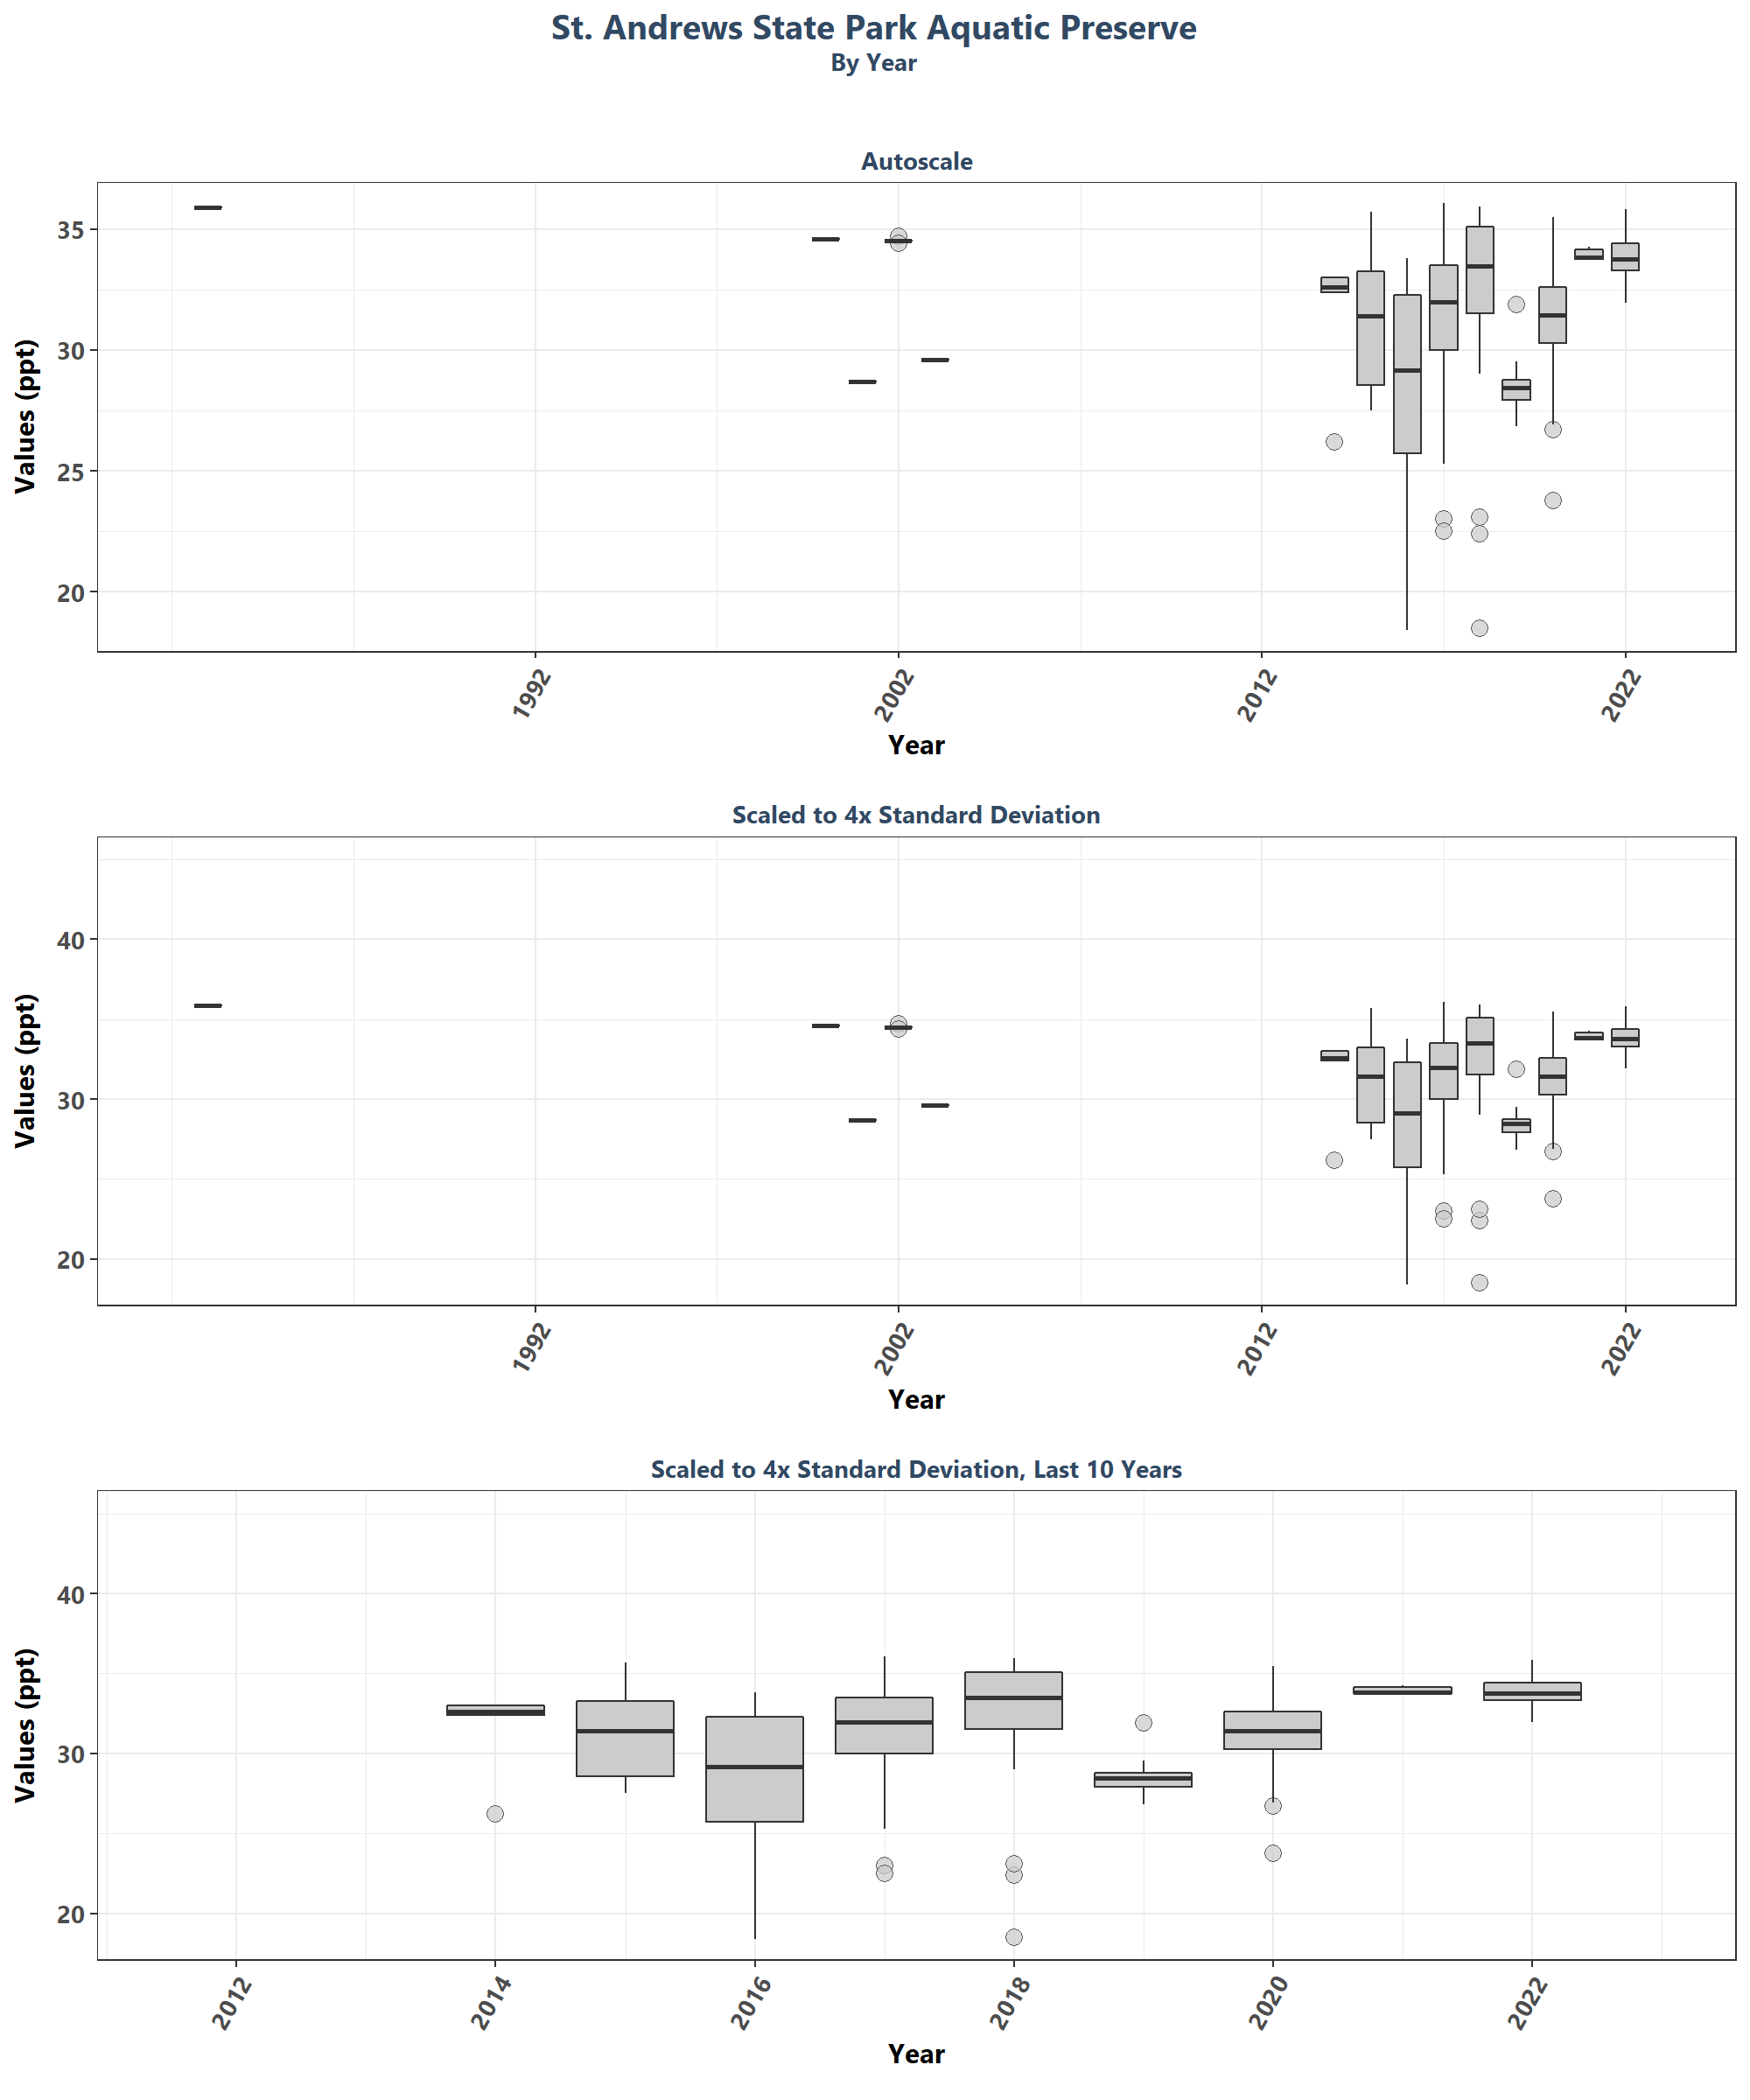 St. Andrews State Park Aquatic Preserve
By Year
Autoscale
Values (ppt)
35
30
25
20
1992
2002
2012
2022
Year
Scaled to 4x Standard Deviation
Values (ppt)
40
30
20
1992
2002
2012
2022
Year
Scaled to 4x Standard Deviation, Last 10 Years
Values (ppt)
40
30
20
2012
2014
2016
2018
2020
2022
Year